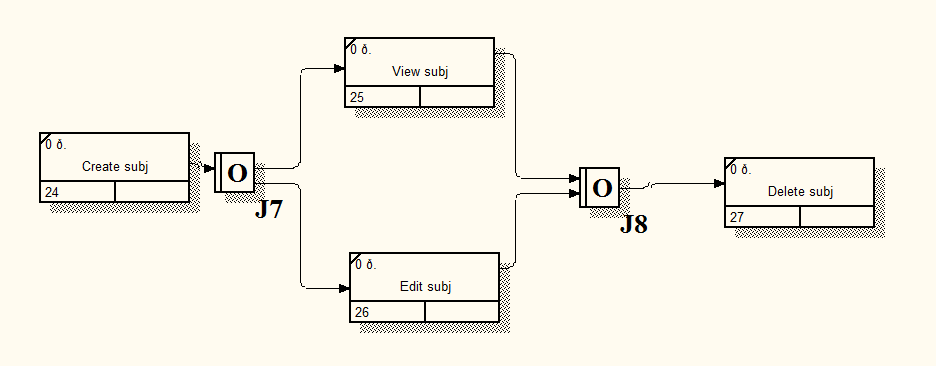 0 ð.
Create subj
24
O
J7
0 ð.
View subj
25
0 ð.
Edit subj
26
O
J8
0 ð.
Delete subj
27